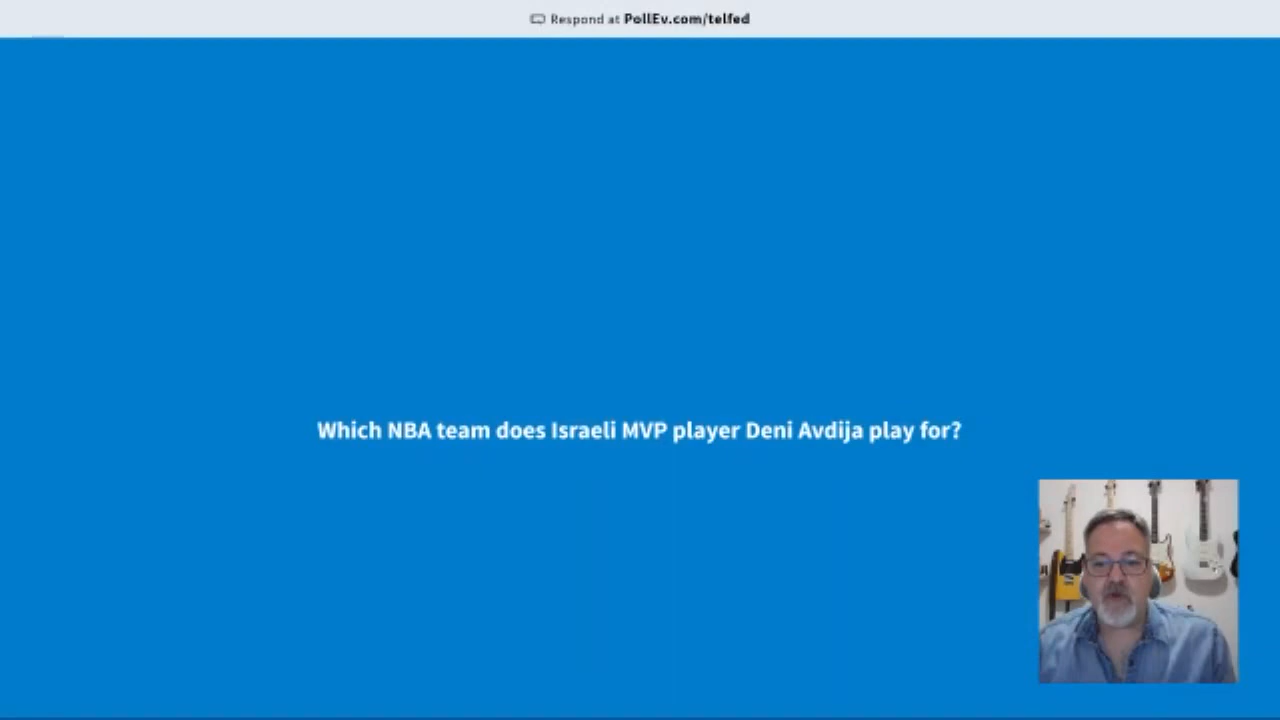 Respond at PollEv.com/telfed
Which NBA team does Israeli MVP player Deni Avdija play for?